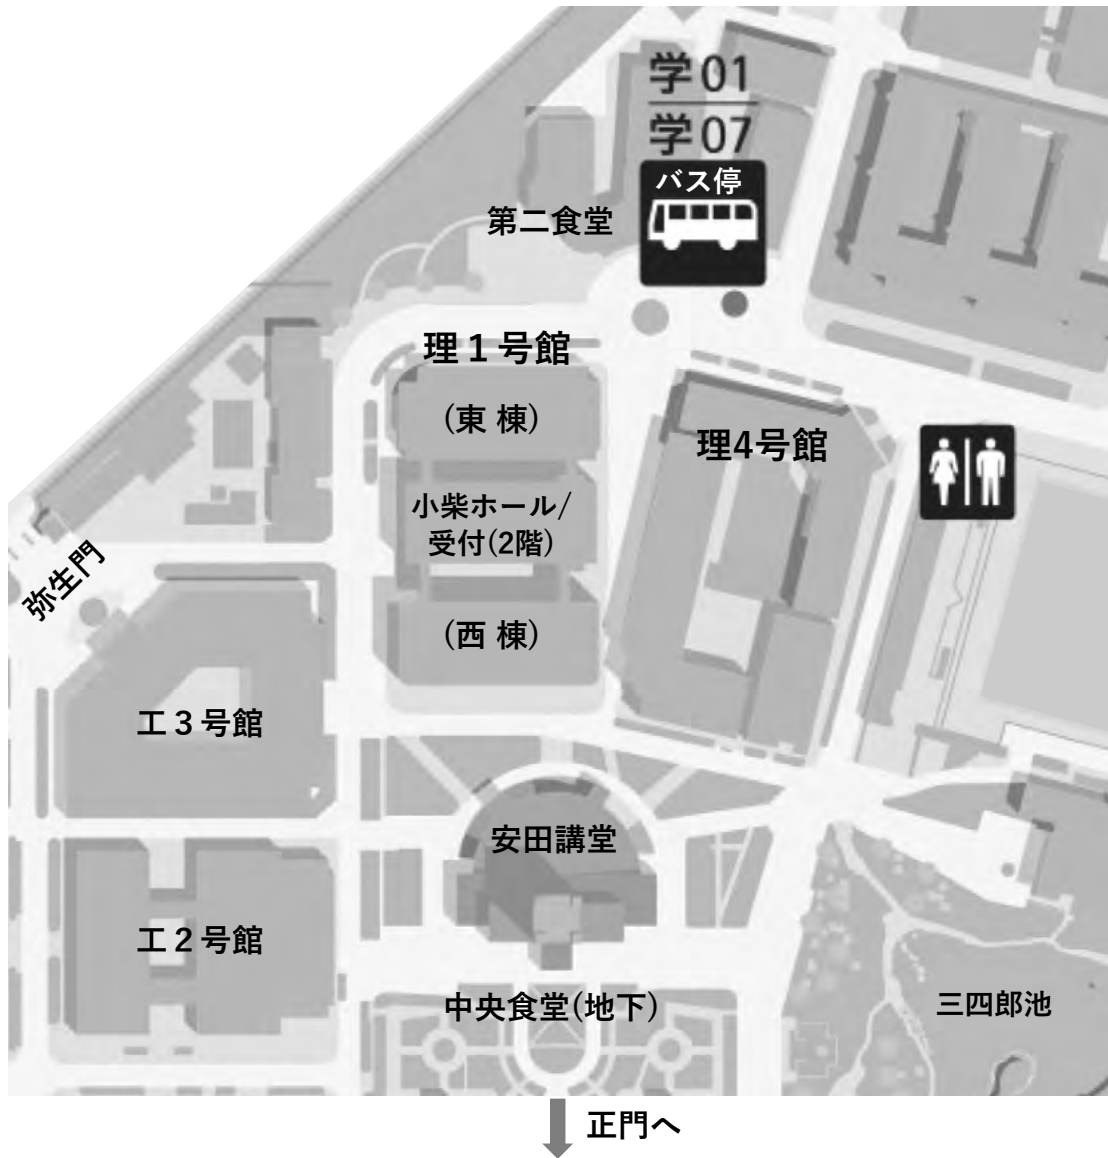 学01
学07
バス停
第二食堂
理１号館
(東 棟)
理4号館
小柴ホール/
受付(2階)
弥生門
(西 棟)
工３号館
安田講堂
工２号館
中央食堂(地下)
三四郎池
正門へ